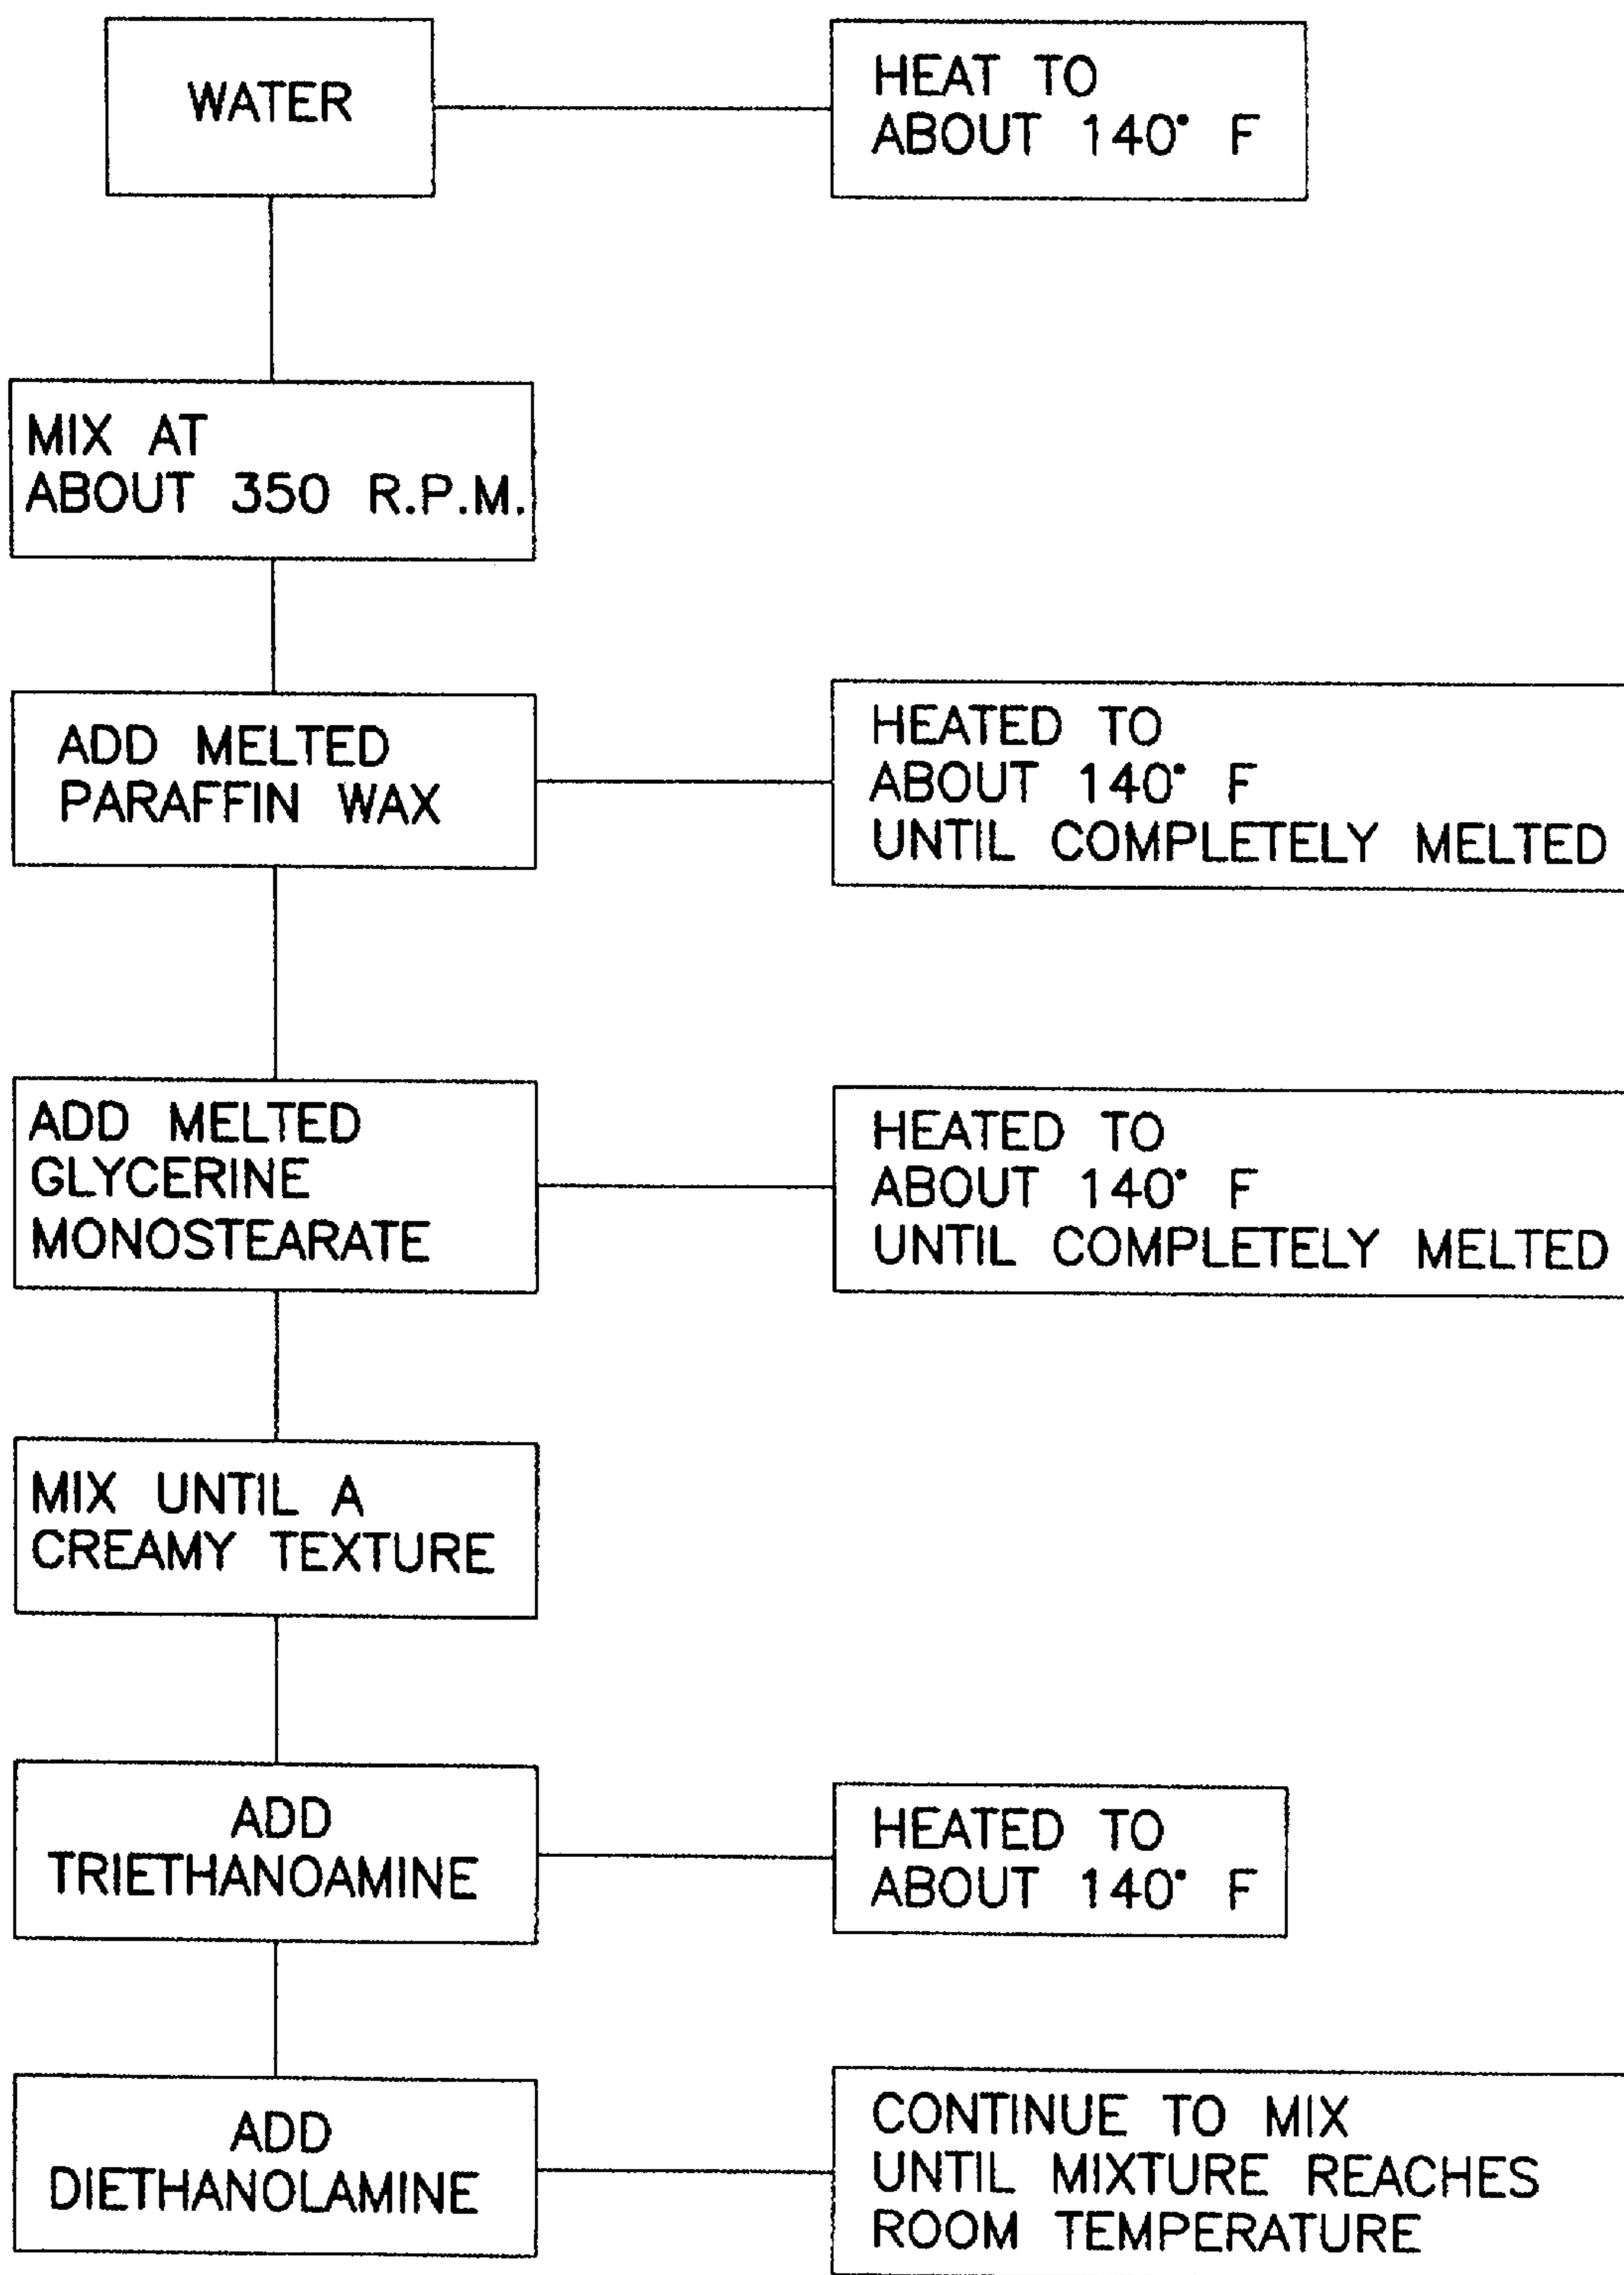 WATER
HEAT TO
ABOUT 140° F
MIX AT
ABOUT 350 R.P.M.
ADD MELTED
PARAFFIN WAX
HEATED TO
ABOUT 140° F
UNTIL COMPLETELY MELTED
ADD MELTED
GLYCERINE
MONOSTEARATE
HEATED TO
ABOUT 140° F
UNTIL COMPLETELY MELTED
MIX UNTIL A
CREAMY TEXTURE
ADD
TRIETHANOAMINE
HEATED TO
ABOUT 140° F
ADD
DIETHANOLAMINE
CONTINUE TO MIX
UNTIL MIXTURE REACHES
ROOM TEMPERATURE